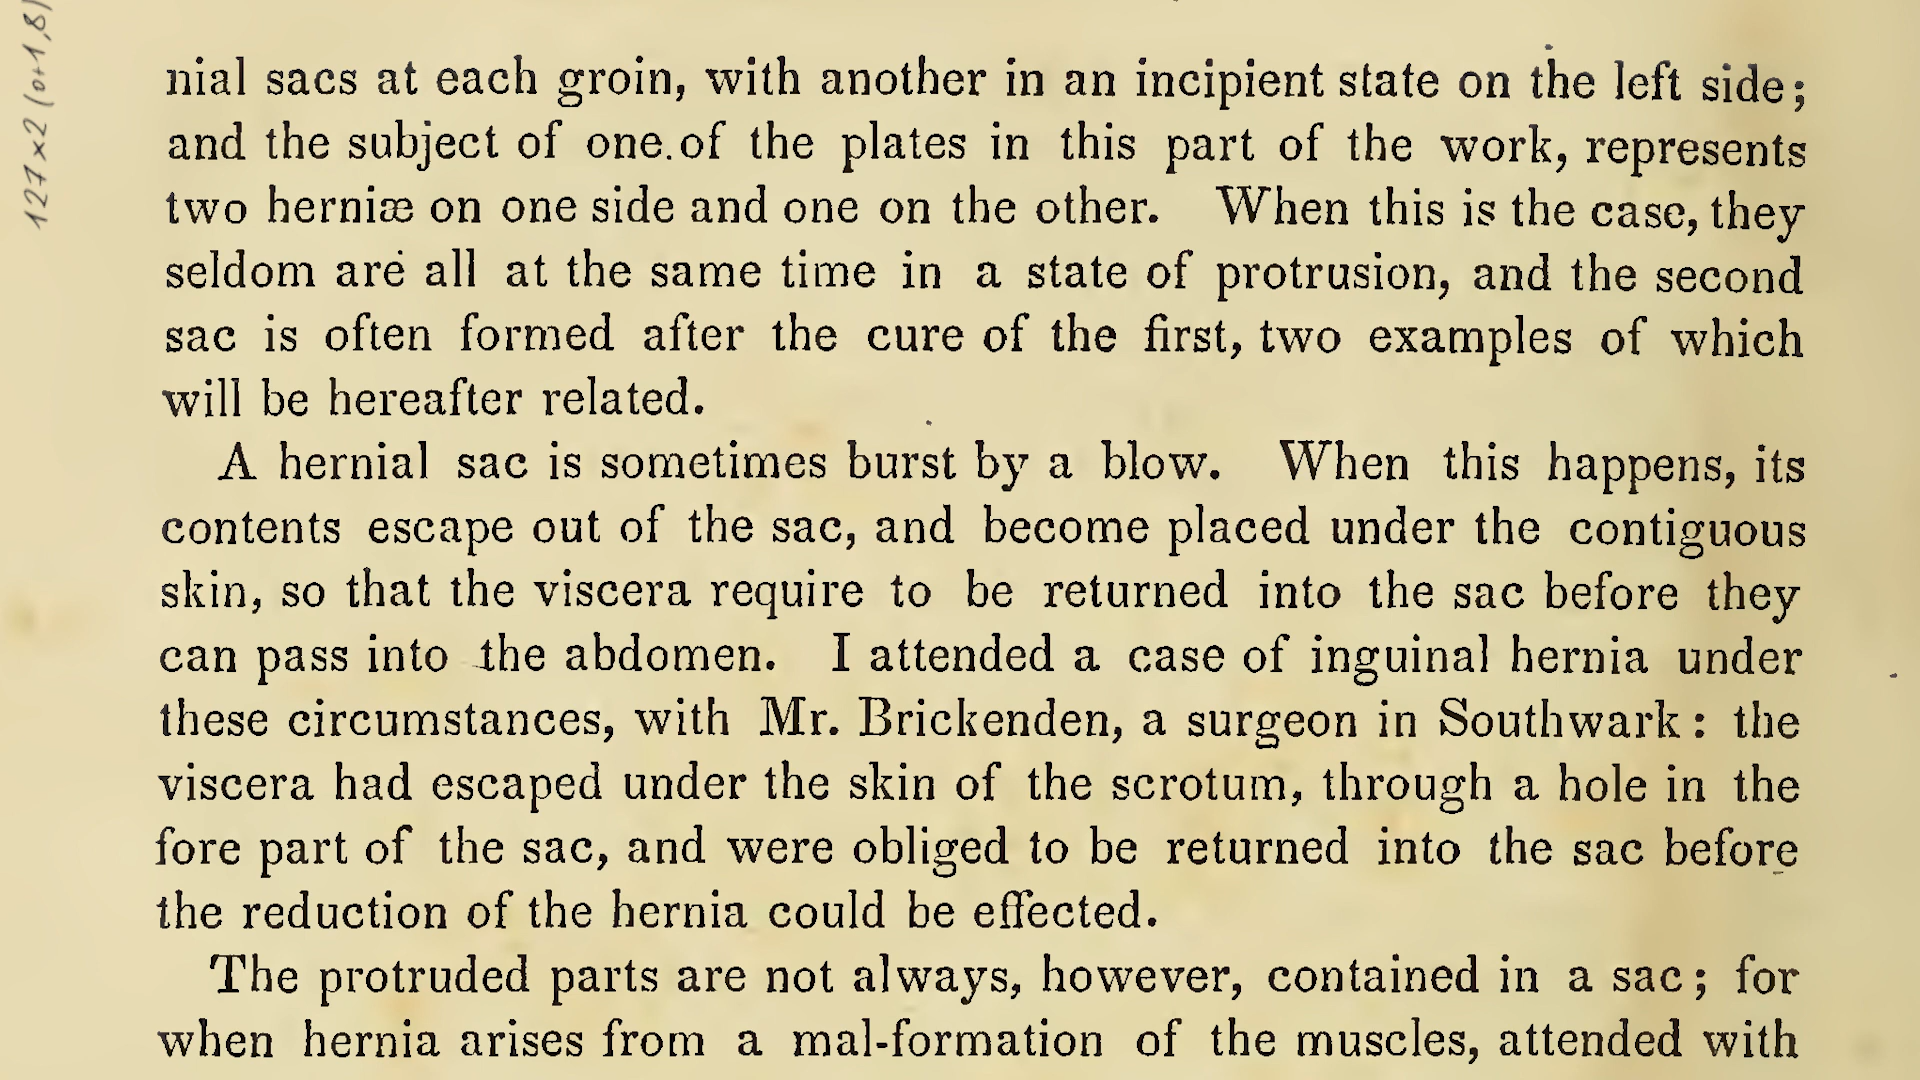 nial sacs at each groin, with another in an incipient state on the left side;
and the subject of one of the plates in this part of the work, represents
two herniæ on one side and one on the other. When this is the case, they
seldom are all at the same time in a state of protrusion, and the second
sac is often formed after the cure of the first, two examples of which
will be hereafter related.
A hernial sac is sometimes burst by a blow. When this happens, its
contents escape out of the sac, and become placed under the contiguous
skin, so that the viscera require to be returned into the sac before they
can pass into the abdomen. I attended a case of inguinal hernia under
these circumstances, with Mr. Brickenden, a surgeon in Southwark: the
viscera had escaped under the skin of the scrotum, through a hole in the
fore part of the sac, and were obliged to be returned into the sac before
the reduction of the hernia could be effected.
The protruded parts are not always, however, contained in a sac; for
when hernia arises from a mal-formation of the muscles, attended with
127x2